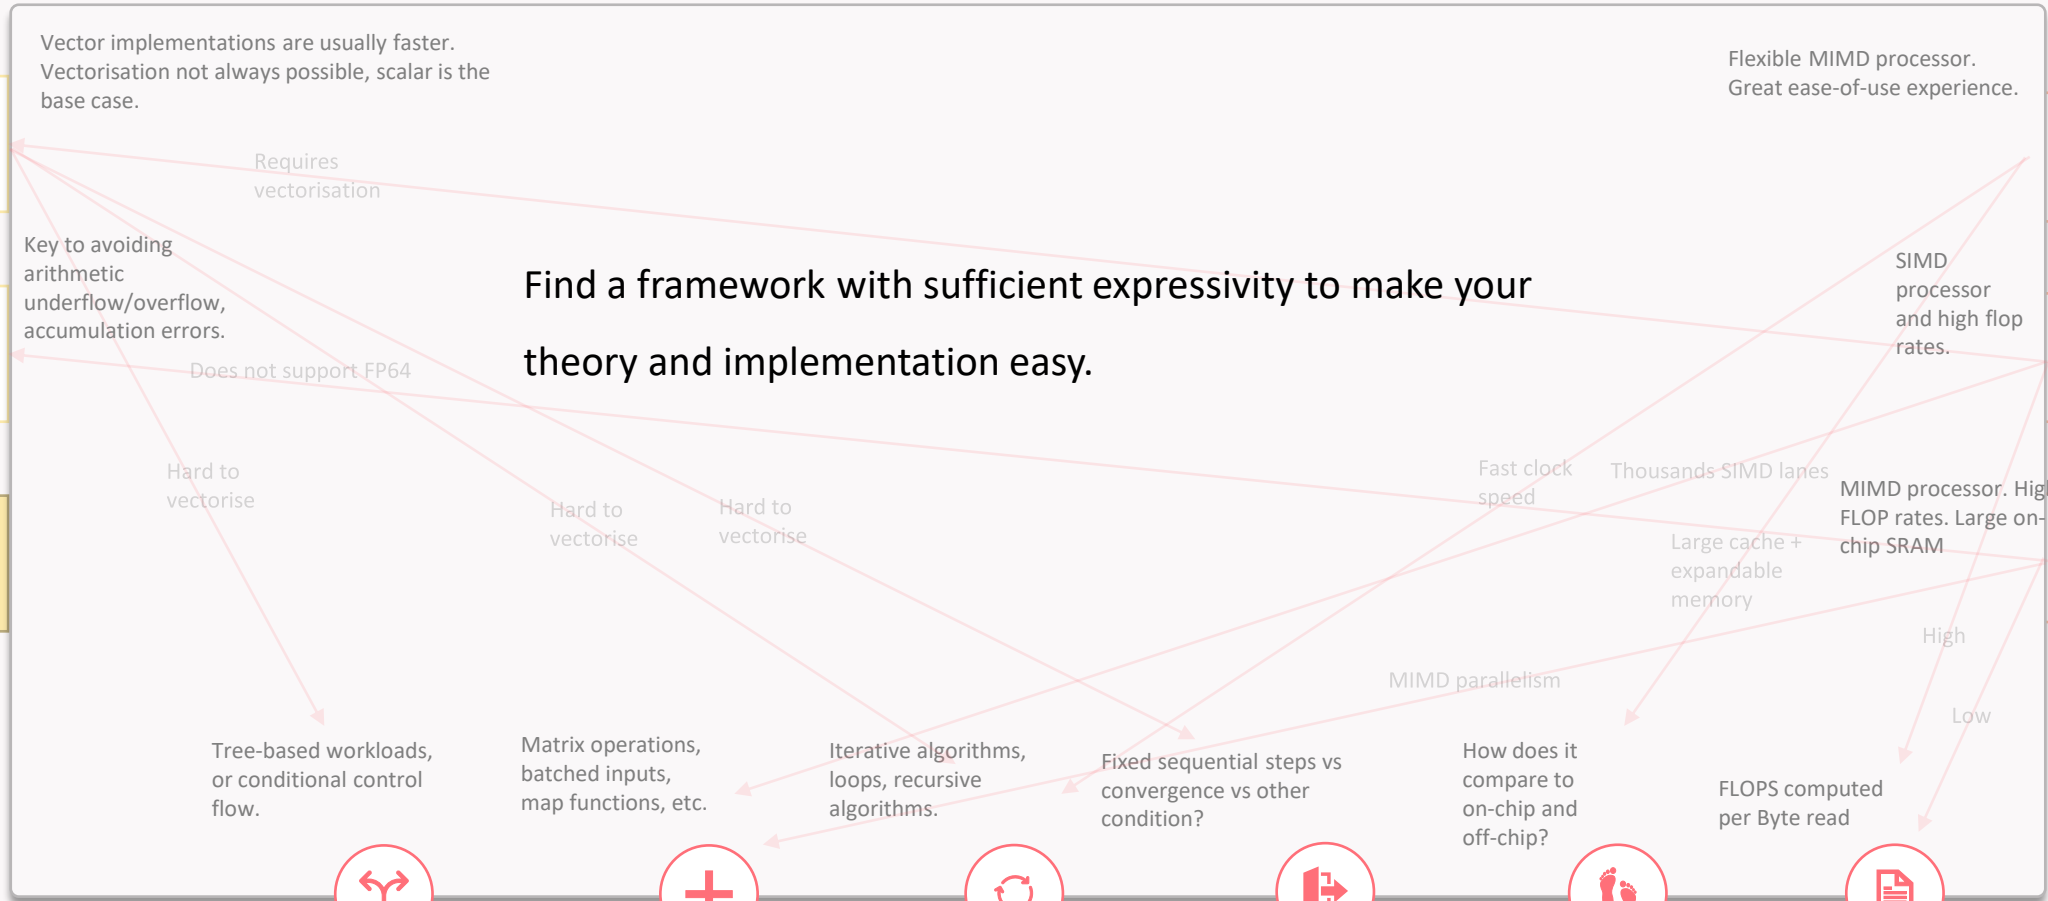 Vector implementations are usually faster.
Vectorisation not always possible, scalar is the
base case.
Flexible MIMD processor.
Great ease-of-use experience.
Requires
vectorisation
Key to avoiding
arithmetic
underflow/overflow,
accumulation errors.
Find a framework with sufficient expressivity to make your
theory and implementation easy.
SIMD
processor
and high flop
rates.
Does not support FP64
Hard to
vectorise
Hard to
vectorise
Hard to
vectorise
Fast clock
speed
Thousands SIMD lanes
MIMD processor. High
FLOP rates. Large on-
chip SRAM
Large cache +
expandable
memory
High
MIMD parallelism
Low
Tree-based workloads,
or conditional control
flow.
Matrix operations,
batched inputs,
map functions, etc.
Iterative algorithms,
loops, recursive
algorithms.
Fixed sequential steps vs
convergence vs other
condition?
How does it
compare to
on-chip and
off-chip?
FLOPS computed
per Byte read